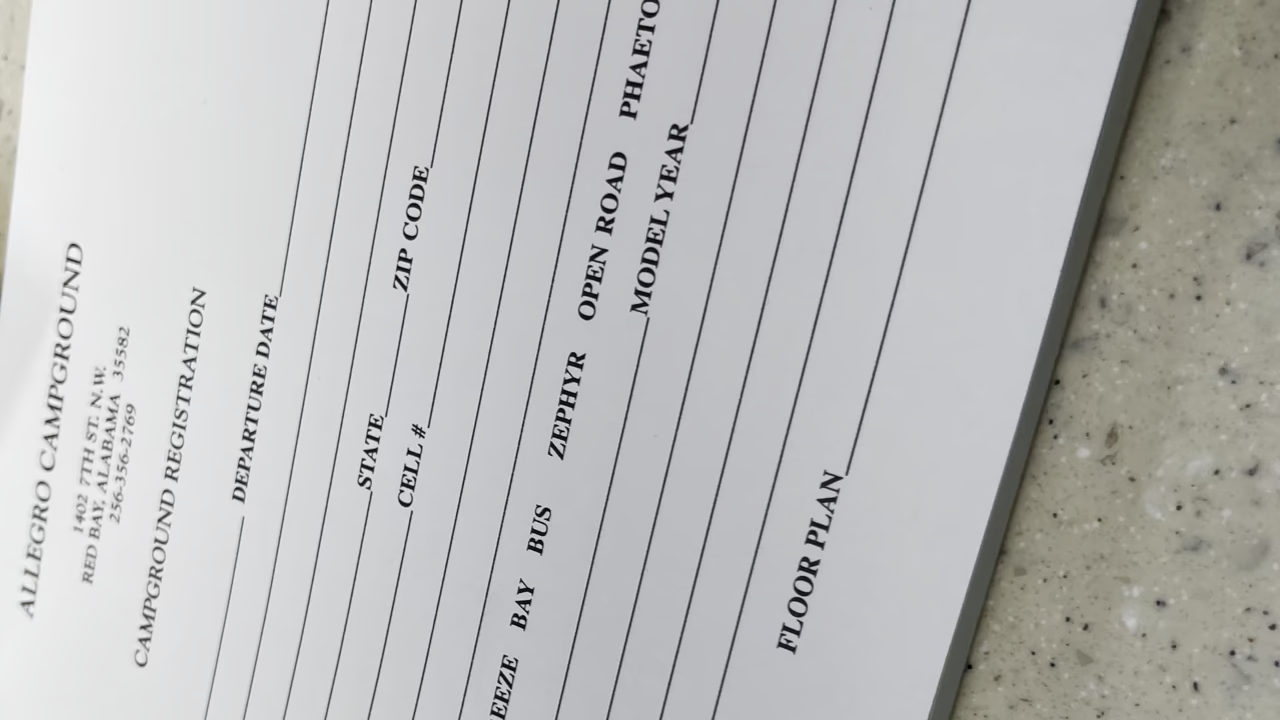 ALLEGRO CAMPGROUND
1402 7TH ST. N.W.
RED BAY, ALABAMA 35582
256-356-2769
CAMPGROUND REGISTRATION
DEPARTURE DATE
STATE ZIP CODE
CELL #
BAY BUS ZEPHYR OPEN ROAD
MODEL YEAR
FLOOR PLAN